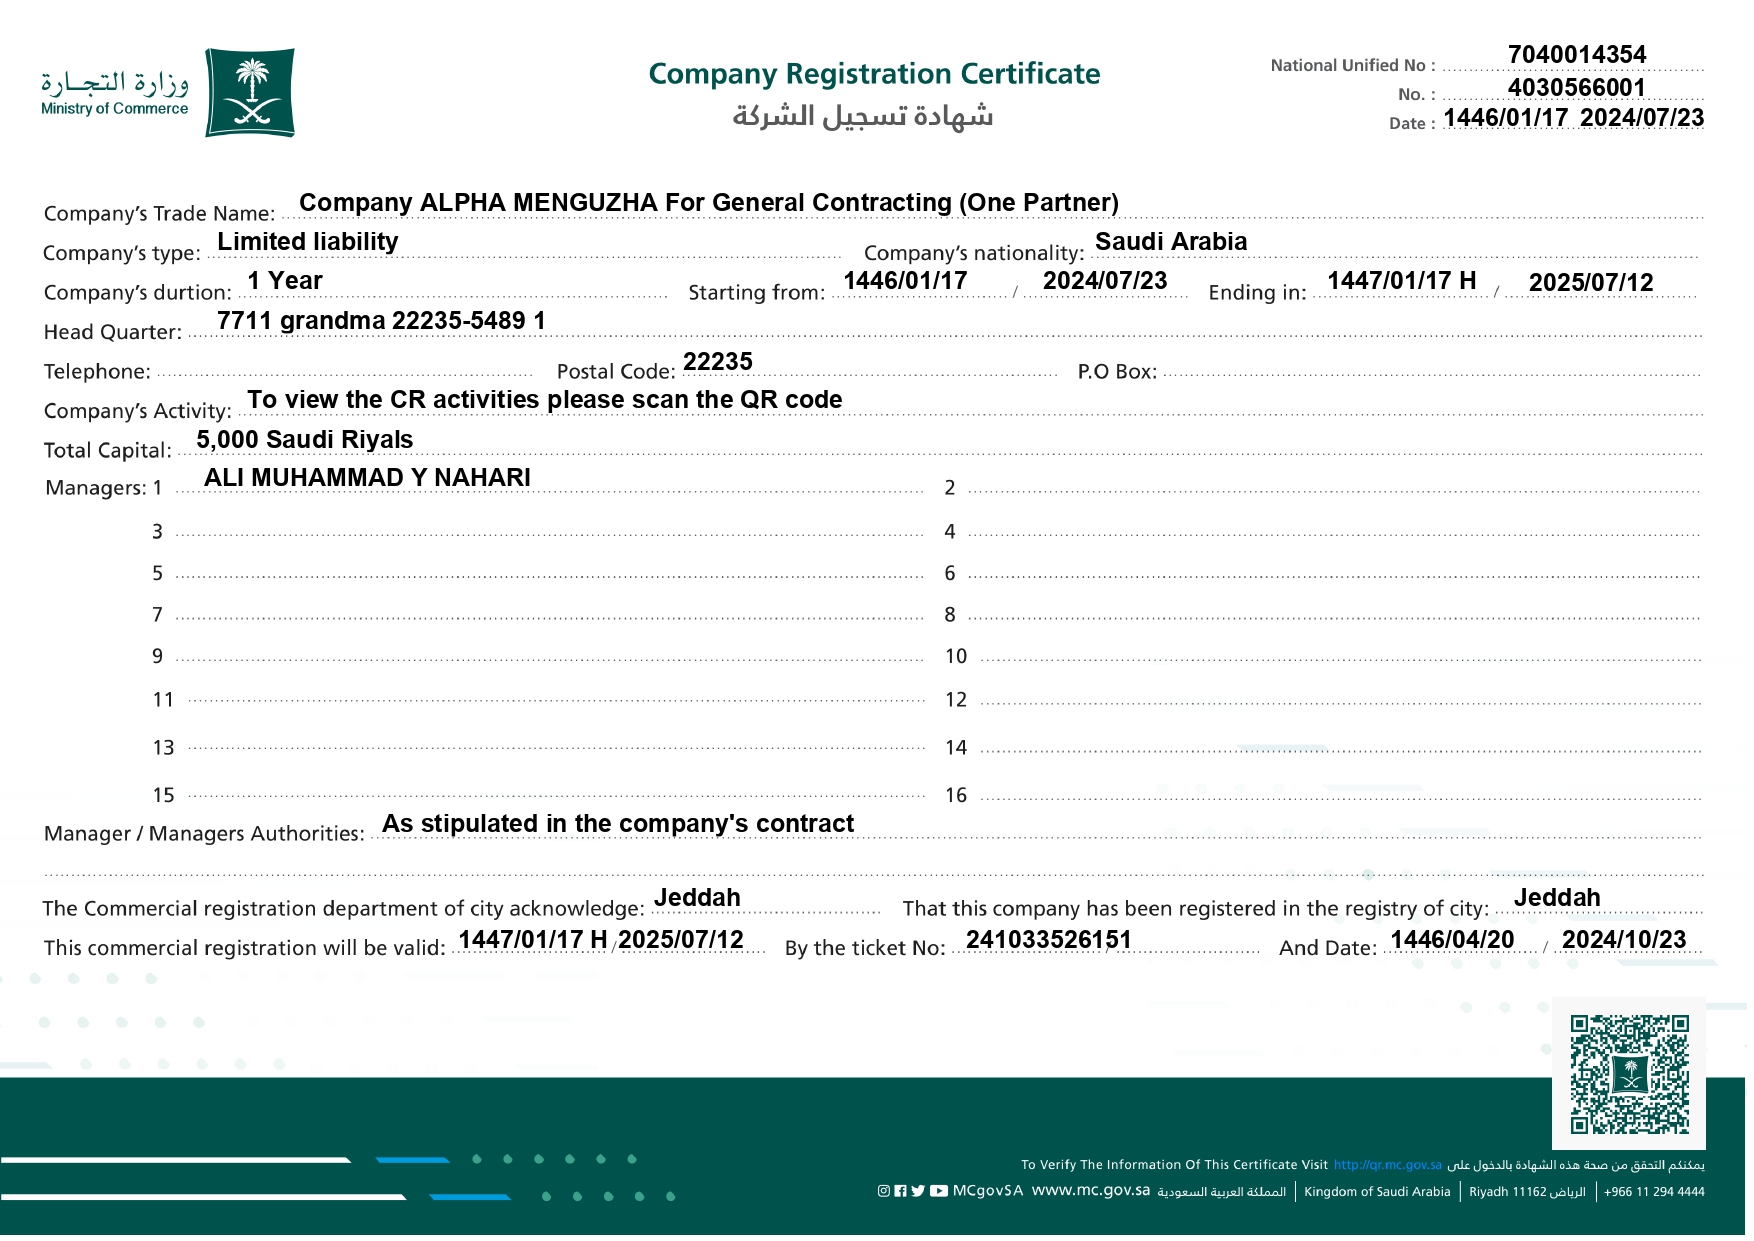 وزارة التجارة
Ministry of Commerce
Company Registration Certificate
شهادة تسجيل الشركة
National Unified No : 7040014354
No. : 4030566001
Date : 1446/01/17 2024/07/23
Company's Trade Name: Company ALPHA MENGUZHA For General Contracting (One Partner)
Company's type: Limited liability Company's nationality: Saudi Arabia
Company's durtion: 1 Year Starting from: 1446/01/17 / 2024/07/23 Ending in: 1447/01/17 H / 2025/07/12
Head Quarter: 7711 grandma 22235-5489 1
Telephone: Postal Code: 22235 P.O Box:
Company's Activity: To view the CR activities please scan the QR code
Total Capital: 5,000 Saudi Riyals
Managers: 1 ALI MUHAMMAD Y NAHARI 2
3 4
5 6
7 8
9 10
11 12
13 14
15 16
Manager / Managers Authorities: As stipulated in the company's contract
The Commercial registration department of city acknowledge: Jeddah That this company has been registered in the registry of city: Jeddah
This commercial registration will be valid: 1447/01/17 H / 2025/07/12 By the ticket No: 241033526151 And Date: 1446/04/20 / 2024/10/23
To Verify The Information Of This Certificate Visit http://qr.mc.gov.sa يمكنكم التحقق من صحة هذه الشهادة بالدخول على
MCgovSA www.mc.gov.sa المملكة العربية السعودية | Kingdom of Saudi Arabia | Riyadh 11162 الرياض | +966 11 294 4444